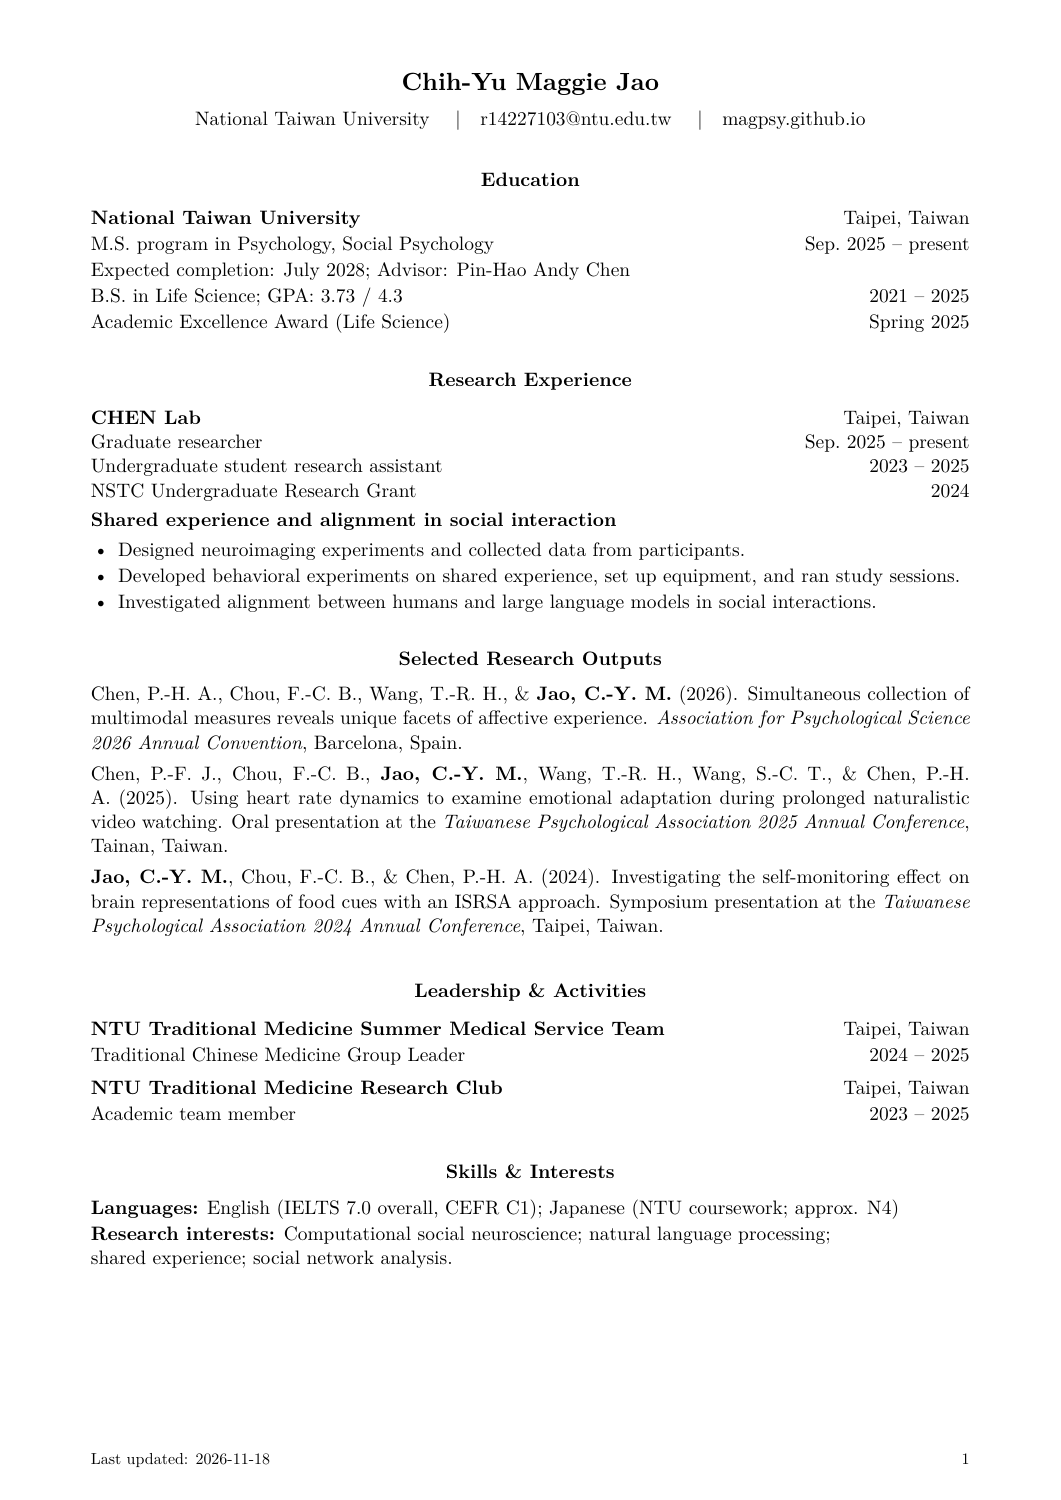 Chih-Yu Maggie Jao
National Taiwan University | r14227103@ntu.edu.tw | magpsy.github.io
Education
National Taiwan University Taipei, Taiwan
M.S. program in Psychology, Social Psychology Sep. 2025 – present
Expected completion: July 2028; Advisor: Pin-Hao Andy Chen
B.S. in Life Science; GPA: 3.73 / 4.3 2021 – 2025
Academic Excellence Award (Life Science) Spring 2025
Research Experience
CHEN Lab Taipei, Taiwan
Graduate researcher Sep. 2025 – present
Undergraduate student research assistant 2023 – 2025
NSTC Undergraduate Research Grant 2024
Shared experience and alignment in social interaction
• Designed neuroimaging experiments and collected data from participants.
• Developed behavioral experiments on shared experience, set up equipment, and ran study sessions.
• Investigated alignment between humans and large language models in social interactions.
Selected Research Outputs
Chen, P.-H. A., Chou, F.-C. B., Wang, T.-R. H., & Jao, C.-Y. M. (2026). Simultaneous collection of
multimodal measures reveals unique facets of affective experience. Association for Psychological Science
2026 Annual Convention, Barcelona, Spain.
Chen, P.-F. J., Chou, F.-C. B., Jao, C.-Y. M., Wang, T.-R. H., Wang, S.-C. T., & Chen, P.-H.
A. (2025). Using heart rate dynamics to examine emotional adaptation during prolonged naturalistic
video watching. Oral presentation at the Taiwanese Psychological Association 2025 Annual Conference,
Tainan, Taiwan.
Jao, C.-Y. M., Chou, F.-C. B., & Chen, P.-H. A. (2024). Investigating the self-monitoring effect on
brain representations of food cues with an ISRSA approach. Symposium presentation at the Taiwanese
Psychological Association 2024 Annual Conference, Taipei, Taiwan.
Leadership & Activities
NTU Traditional Medicine Summer Medical Service Team Taipei, Taiwan
Traditional Chinese Medicine Group Leader 2024 – 2025
NTU Traditional Medicine Research Club Taipei, Taiwan
Academic team member 2023 – 2025
Skills & Interests
Languages: English (IELTS 7.0 overall, CEFR C1); Japanese (NTU coursework; approx. N4)
Research interests: Computational social neuroscience; natural language processing;
shared experience; social network analysis.
Last updated: 2026-11-18 1